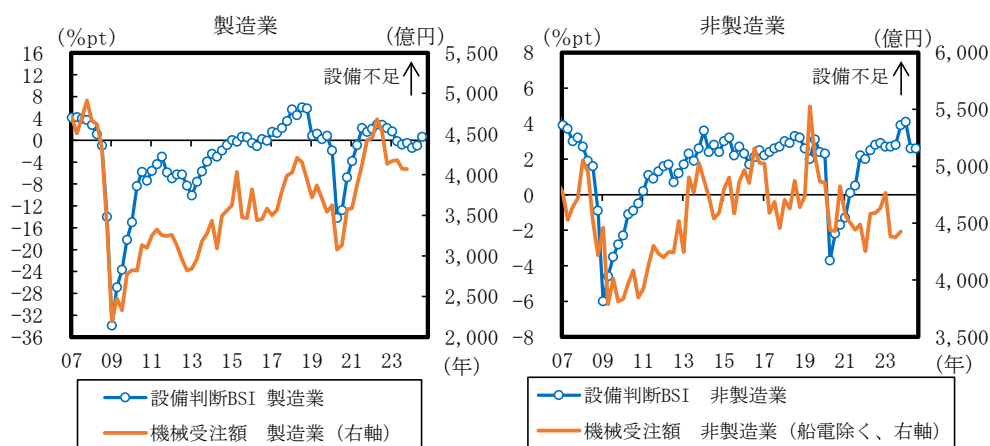 製造業
(%pt)
(億円)
16
12
8
4
0
-4
-8
-12
-16
-20
-24
-28
-32
-36
5,500
5,000
4,500
4,000
3,500
3,000
2,500
2,000
設備不足
07 09 11 13 15 17 19 21 23
(年)
設備判断BSI 製造業
機械受注額 製造業(右軸)
非製造業
(%pt)
(億円)
8
6
4
2
0
-2
-4
-6
-8
6,000
5,500
5,000
4,500
4,000
3,500
設備不足
07 09 11 13 15 17 19 21 23
(年)
設備判断BSI 非製造業
機械受注額 非製造業(船電除く、右軸)